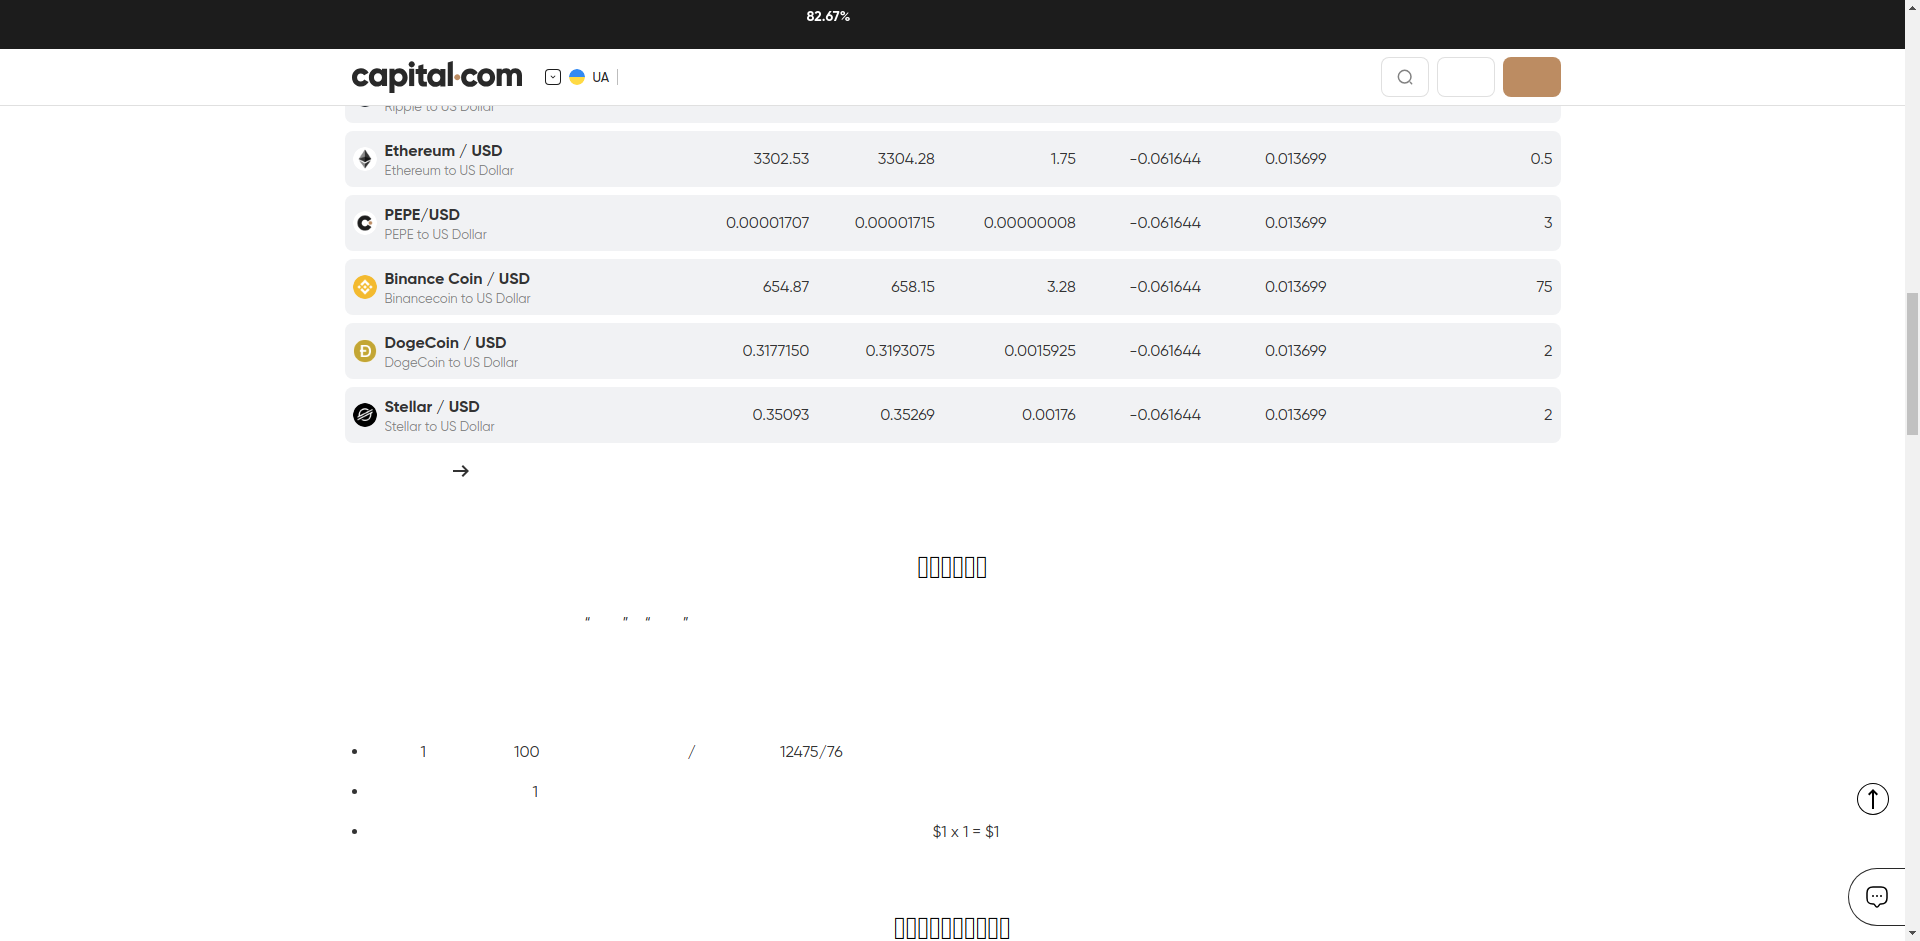 82.67%
capital.com UA
Ripple to US Dollar
Ethereum / USD 3302.53 3304.28 1.75 -0.061644 0.013699 0.5
Ethereum to US Dollar
PEPE/USD 0.00001707 0.00001715 0.00000008 -0.061644 0.013699 3
PEPE to US Dollar
Binance Coin / USD 654.87 658.15 3.28 -0.061644 0.013699 75
Binancecoin to US Dollar
DogeCoin / USD 0.3177150 0.3193075 0.0015925 -0.061644 0.013699 2
DogeCoin to US Dollar
Stellar / USD 0.35093 0.35269 0.00176 -0.061644 0.013699 2
Stellar to US Dollar
" " " "
1 100 / 12475/76
1
$1 x 1 = $1